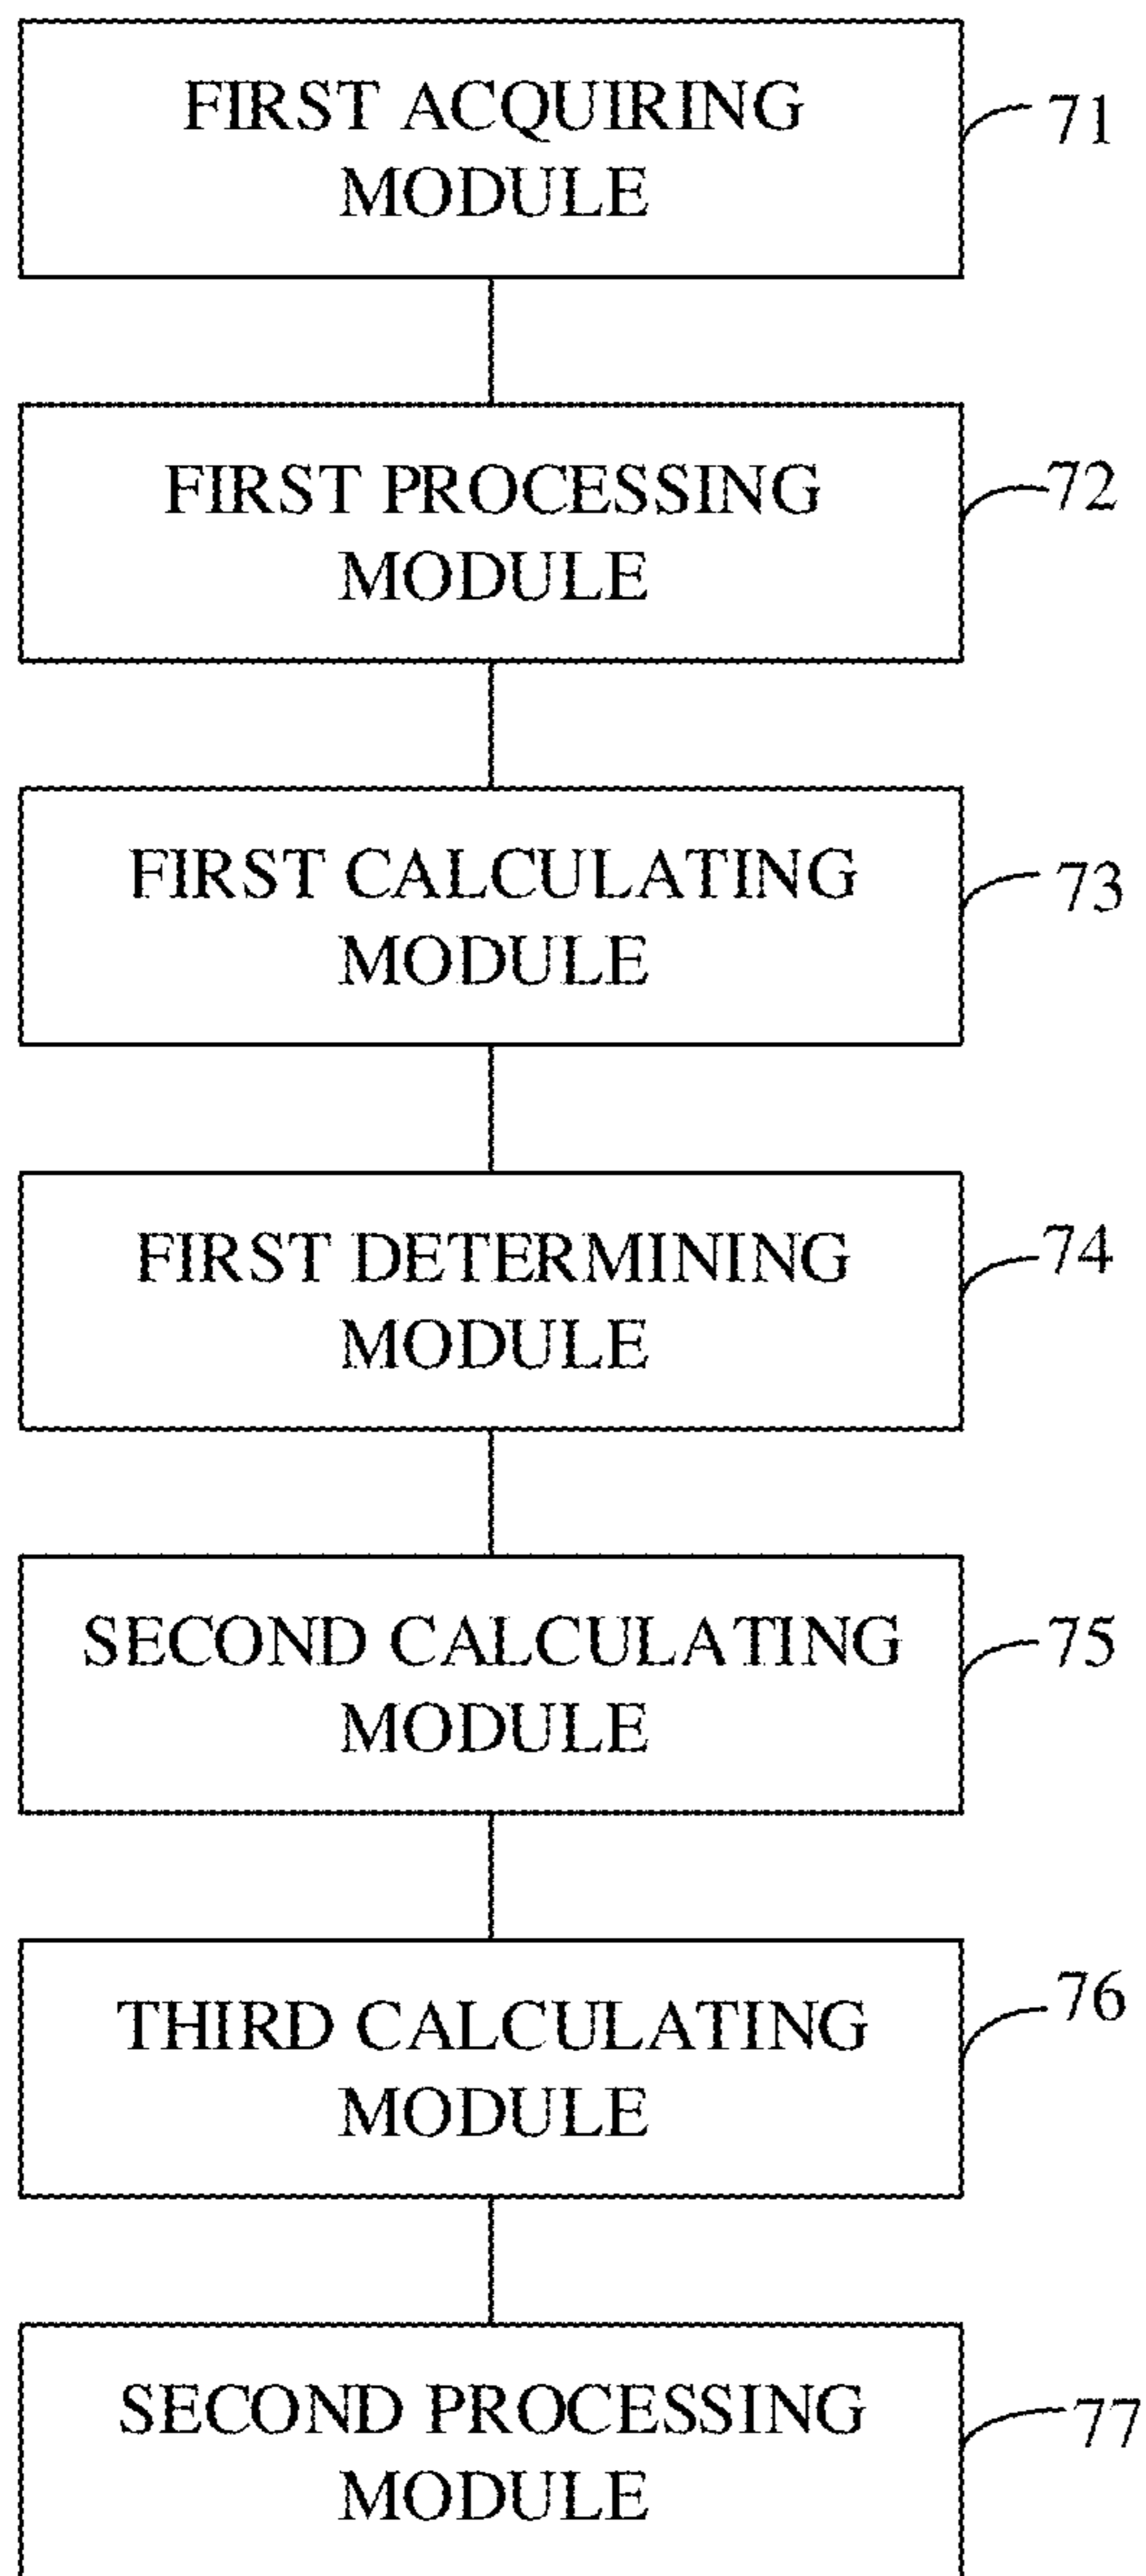 FIRST ACQUIRING
MODULE
71
FIRST PROCESSING
MODULE
72
FIRST CALCULATING
MODULE
73
FIRST DETERMINING
MODULE
74
SECOND CALCULATING
MODULE
75
THIRD CALCULATING
MODULE
76
SECOND PROCESSING
MODULE
77